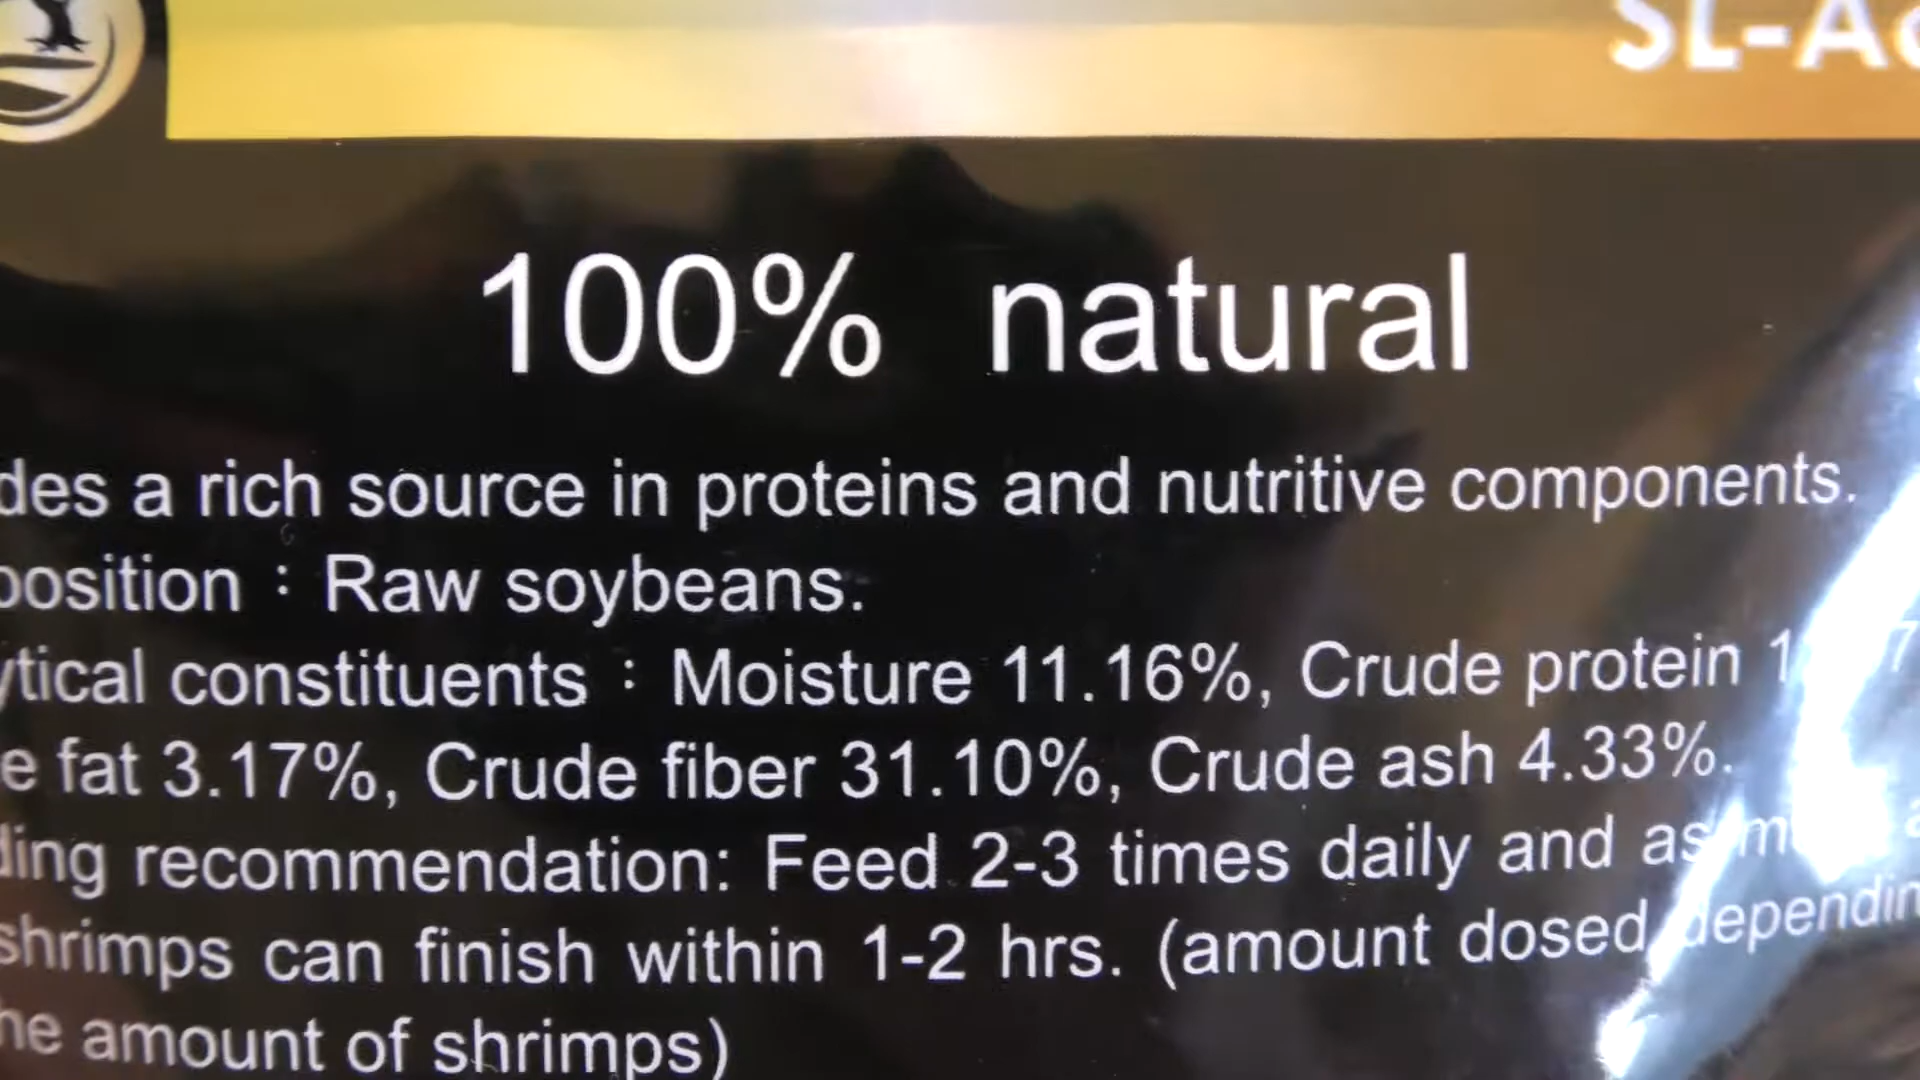 SL-A
100% natural
des a rich source in proteins and nutritive components.
position : Raw soybeans.
ytical constituents : Moisture 11.16%, Crude protein
e fat 3.17%, Crude fiber 31.10%, Crude ash 4.33%.
ding recommendation: Feed 2-3 times daily and as
shrimps can finish within 1-2 hrs. (amount dosed dependin
he amount of shrimps)